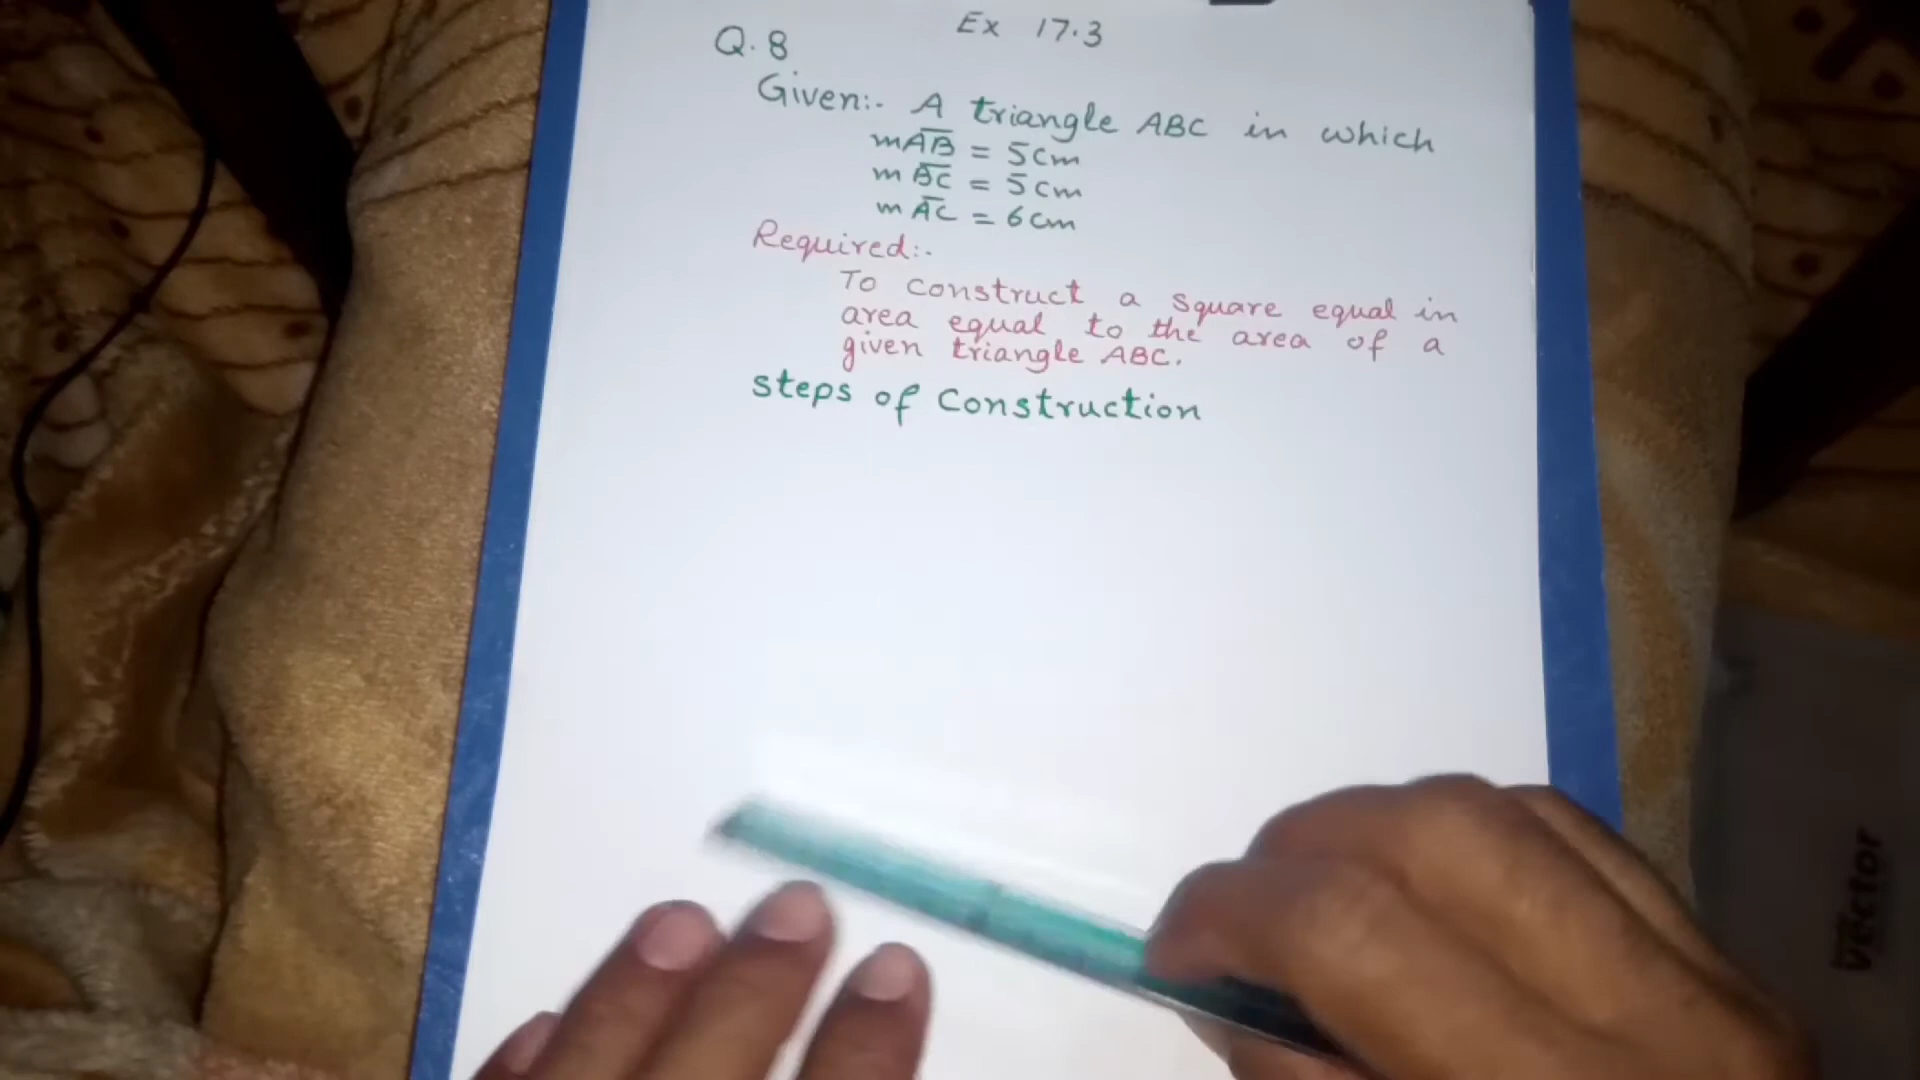 Ex 17.3
Q.8
Given:- A triangle ABC in which
mAB = 5cm
mBC = 5cm
mAC = 6cm
Required:-
To construct a square equal in
area equal to the area of a
given triangle ABC.
steps of Construction
Vector